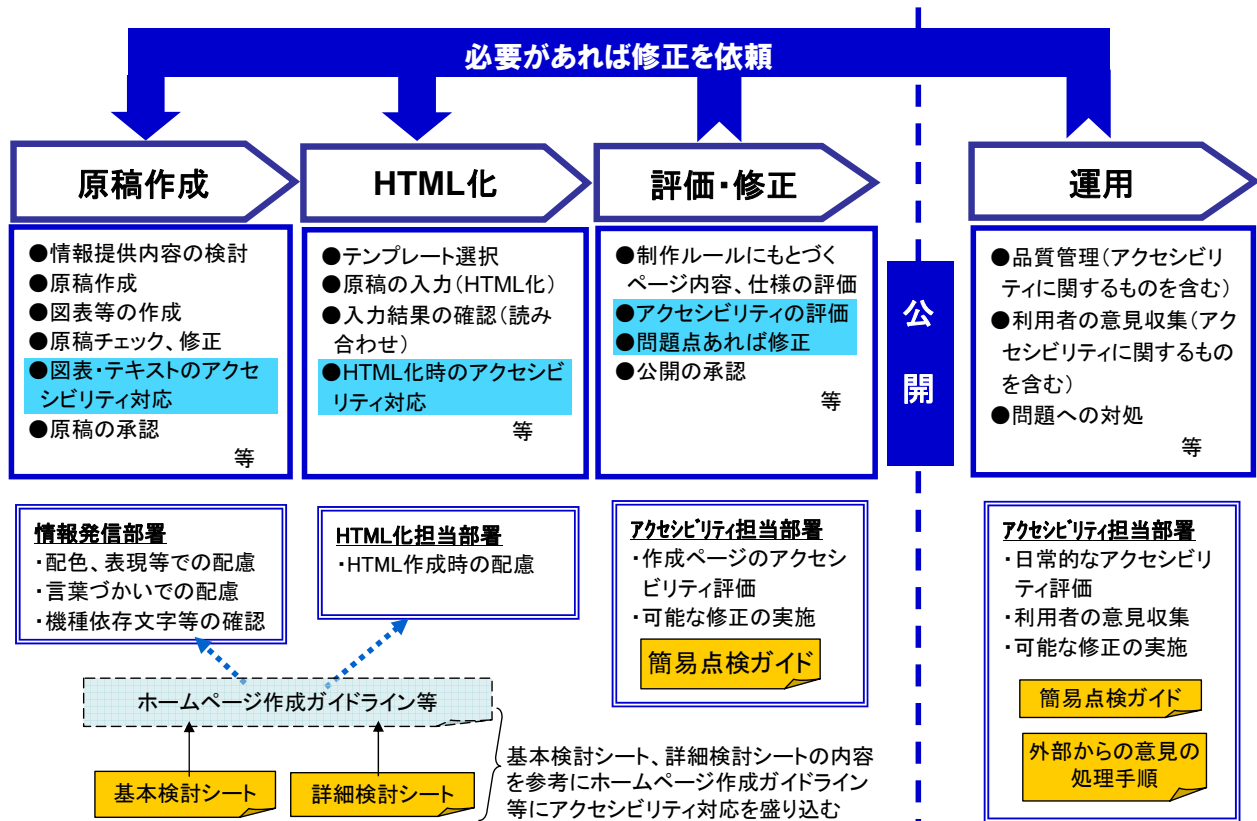 必要があれば修正を依頼
原稿作成
●情報提供内容の検討
●原稿作成
●図表等の作成
●原稿チェック、修正
●図表・テキストのアクセ
シビリティ対応
●原稿の承認
等
HTML化
●テンプレート選択
●原稿の入力(HTML化)
●入力結果の確認(読み
合わせ)
●HTML化時のアクセシビ
リティ対応
等
評価・修正
●制作ルールにもとづく
ページ内容、仕様の評価
●アクセシビリティの評価
●問題点あれば修正
●公開の承認
等
公
開
運用
●品質管理(アクセシビリ
ティに関するものを含む)
●利用者の意見収集(アク
セシビリティに関するもの
を含む)
●問題への対処
等
情報発信部署
・配色、表現等での配慮
・言葉づかいでの配慮
・機種依存文字等の確認
HTML化担当部署
・HTML作成時の配慮
ｱｸｾｼﾋﾞﾘﾃｨ担当部署
・作成ページのアクセシ
ビリティ評価
・可能な修正の実施
簡易点検ガイド
ｱｸｾｼﾋﾞﾘﾃｨ担当部署
・日常的なアクセシビリ
ティ評価
・利用者の意見収集
・可能な修正の実施
簡易点検ガイド
外部からの意見の
処理手順
ホームページ作成ガイドライン等
基本検討シート
詳細検討シート
基本検討シート、詳細検討シートの内容
を参考にホームページ作成ガイドライン
等にアクセシビリティ対応を盛り込む